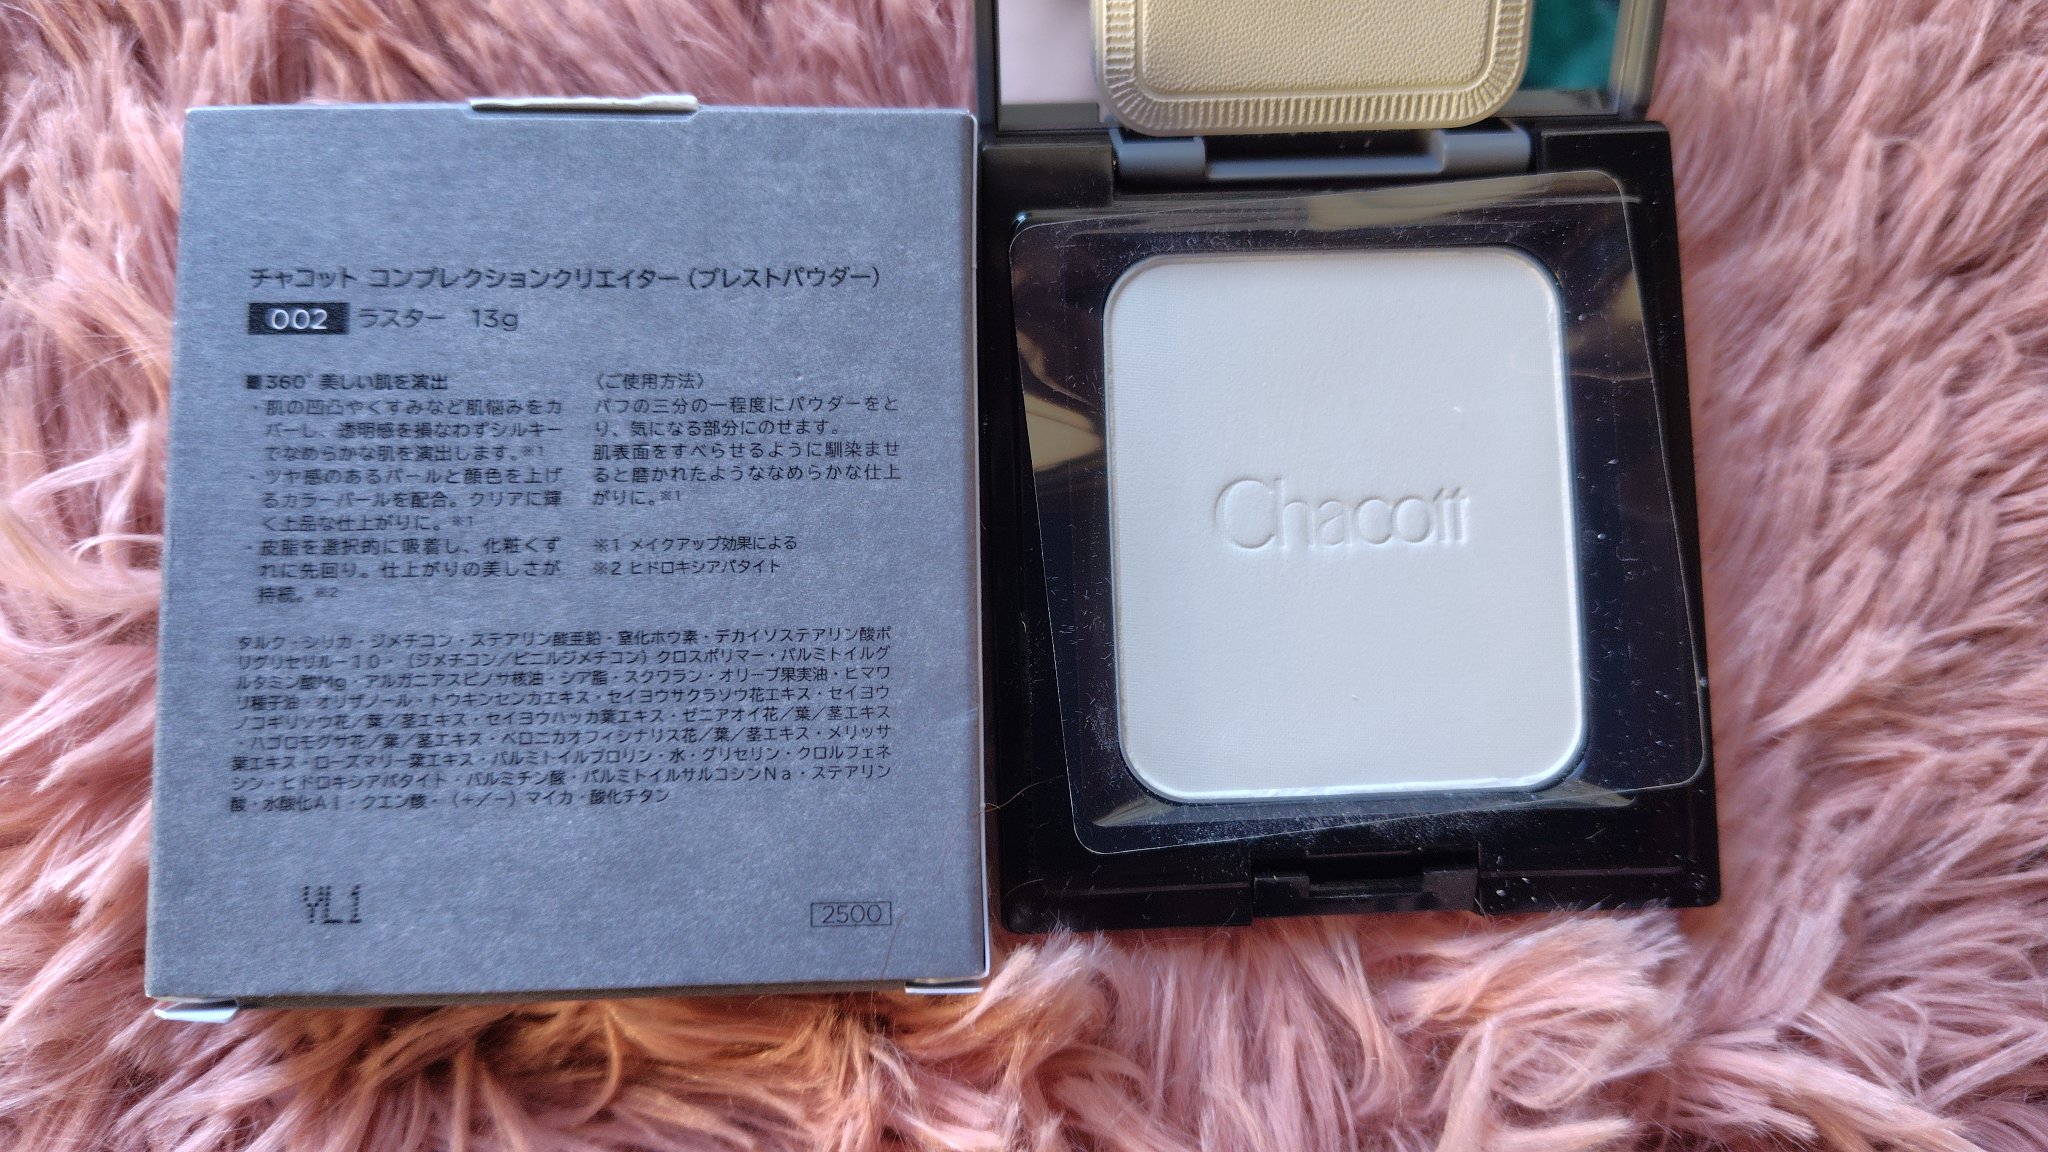 チャコット コンプレクションクリエイター（プレストパウダー）
002 ラスター 13g
■360°美しい肌を演出
・肌の凹凸やくすみなど肌悩みをカ
バーし、透明感を損なわずシルキー
でなめらかな肌を演出します。※1
・ツヤ感のあるパールと顔色を上げ
るカラーパールを配合。クリアに輝
く上品な仕上がりに。※1
・皮脂を選択的に吸着し、化粧くず
れに先回り。仕上がりの美しさが
持続。※2
〈ご使用方法〉
パフの三分の一程度にパウダーをと
り、気になる部分にのせます。
肌表面をすべらせるように馴染ませ
ると磨かれたようななめらかな仕上
がりに。※1
※1 メイクアップ効果による
※2 ヒドロキシアパタイト
タルク・シリカ・ジメチコン・ステアリン酸亜鉛・窒化ホウ素・デカイソステアリン酸ポ
リグリセリル－１０・（ジメチコン／ビニルジメチコン）クロスポリマー・パルミトイルグ
ルタミン酸Mg・アルガニアスピノサ核油・シア脂・スクワラン・オリーブ果実油・ヒマワ
リ種子油・オリザノール・トウキンセンカエキス・セイヨウサクラソウ花エキス・セイヨウ
ノコギリソウ花／葉／茎エキス・セイヨウハッカ葉エキス・ゼニアオイ花／葉／茎エキス
・ハゴロモグサ花／葉／茎エキス・ベロニカオフィシナリス花／葉／茎エキス・メリッサ
葉エキス・ローズマリー葉エキス・パルミトイルプロリン・水・グリセリン・クロルフェネ
シン・ヒドロキシアパタイト・パルミチン酸・パルミトイルサルコシンＮａ・ステアリン
酸・水酸化Ａｌ・クエン酸・（＋／－）マイカ・酸化チタン
YL1
2500
Chacott